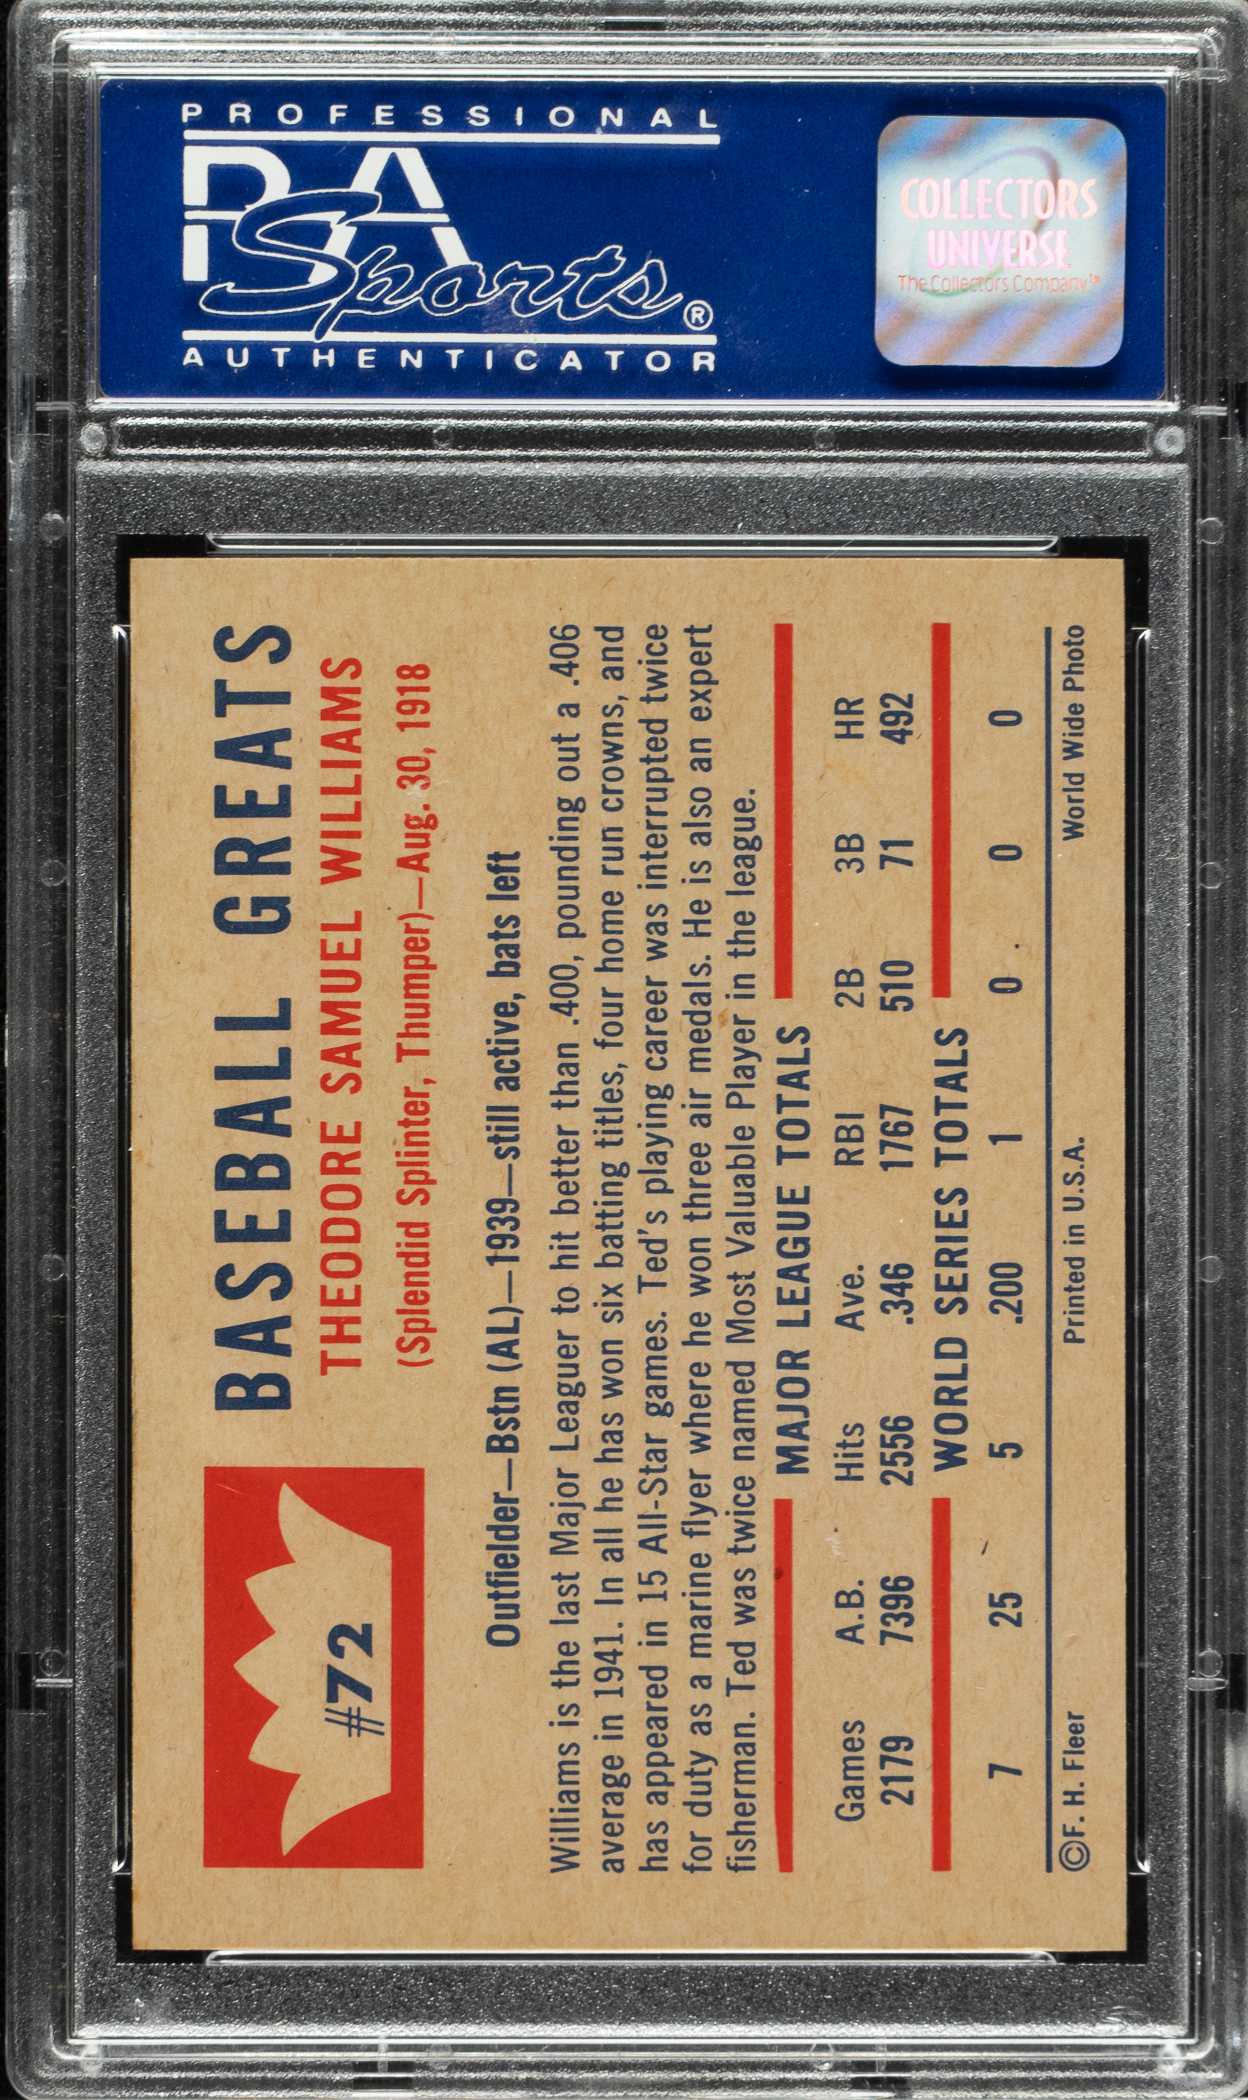 PROFESSIONAL
PSA
Sports®
AUTHENTICATOR
COLLECTORS
UNIVERSE
The Collectors Company™
#72
BASEBALL GREATS
THEODORE SAMUEL WILLIAMS
(Splendid Splinter, Thumper)—Aug. 30, 1918
Outfielder—Bstn (AL)—1939—still active, bats left
Williams is the last Major Leaguer to hit better than .400, pounding out a .406
average in 1941. In all he has won six batting titles, four home run crowns, and
has appeared in 15 All-Star games. Ted's playing career was interrupted twice
for duty as a marine flyer where he won three air medals. He is also an expert
fisherman. Ted was twice named Most Valuable Player in the league.
MAJOR LEAGUE TOTALS
Games A.B. Hits Ave. RBI 2B 3B HR
2179 7396 2556 .346 1767 510 71 492
WORLD SERIES TOTALS
7 25 5 .200 1 0 0 0
©F. H. Fleer Printed in U.S.A. World Wide Photo